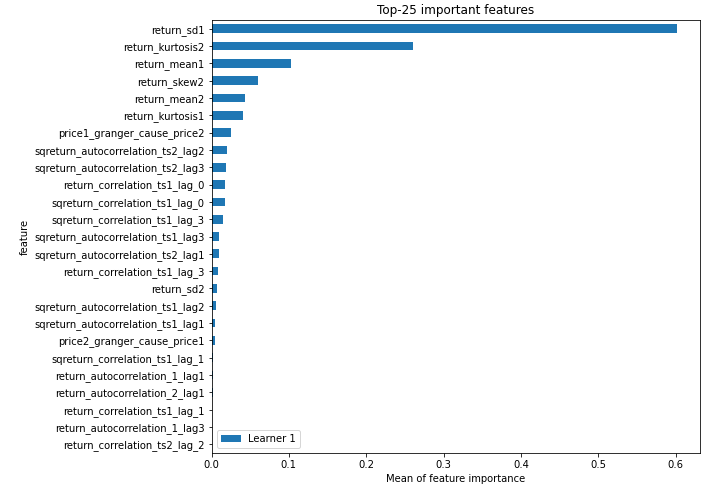 Top-25 important features
return_sd1
return_kurtosis2
return_mean1
return_skew2
return_mean2
return_kurtosis1
price1_granger_cause_price2
sqreturn_autocorrelation_ts2_lag2
sqreturn_autocorrelation_ts2_lag3
return_correlation_ts1_lag_0
sqreturn_correlation_ts1_lag_0
sqreturn_correlation_ts1_lag_3
sqreturn_autocorrelation_ts1_lag3
sqreturn_autocorrelation_ts2_lag1
return_correlation_ts1_lag_3
return_sd2
sqreturn_autocorrelation_ts1_lag2
sqreturn_autocorrelation_ts1_lag1
price2_granger_cause_price1
sqreturn_correlation_ts1_lag_1
return_autocorrelation_1_lag1
return_autocorrelation_2_lag1
return_correlation_ts1_lag_1
return_autocorrelation_1_lag3
return_correlation_ts2_lag_2
feature
Learner 1
0.0 0.1 0.2 0.3 0.4 0.5 0.6
Mean of feature importance